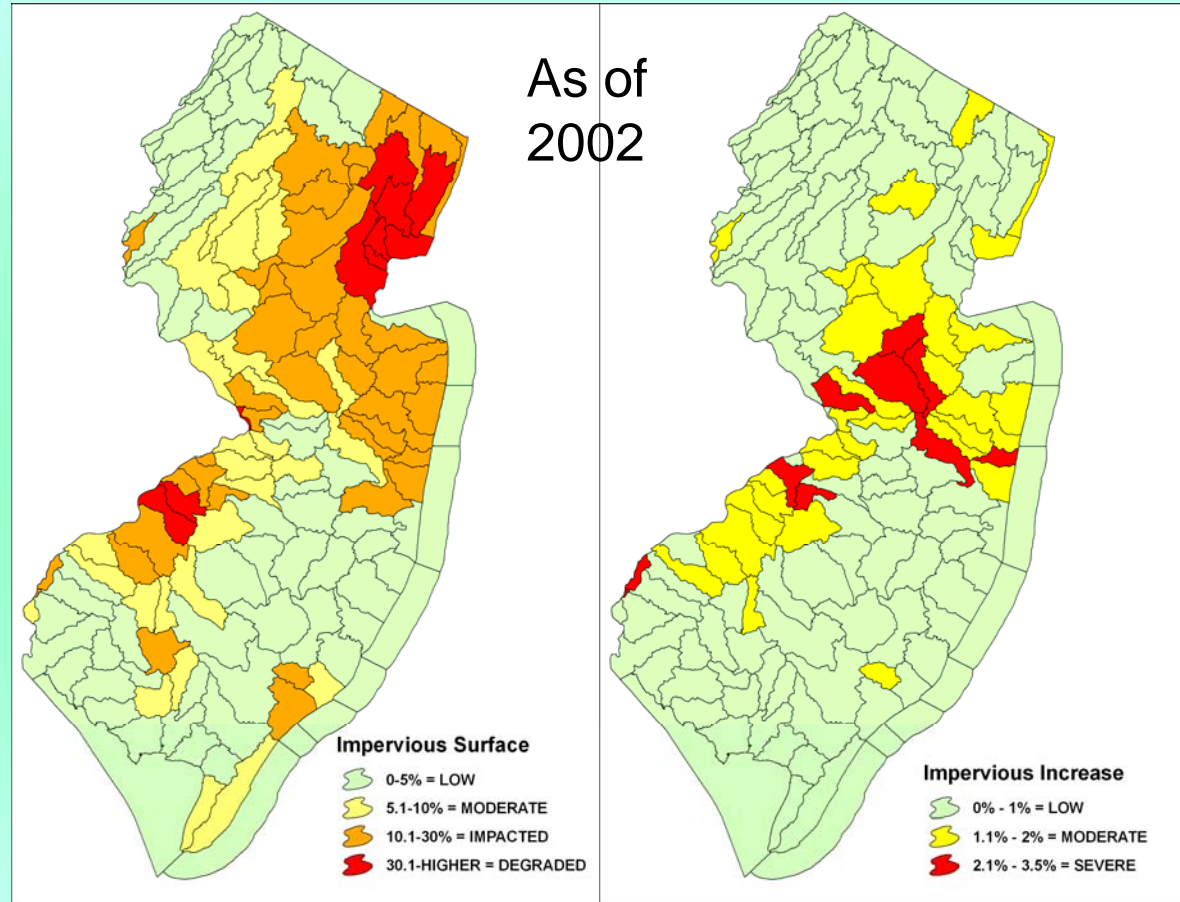 As of
2002
Impervious Surface
0-5% = LOW
5.1-10% = MODERATE
10.1-30% = IMPACTED
30.1-HIGHER = DEGRADED
Impervious Increase
0% - 1% = LOW
1.1% - 2% = MODERATE
2.1% - 3.5% = SEVERE